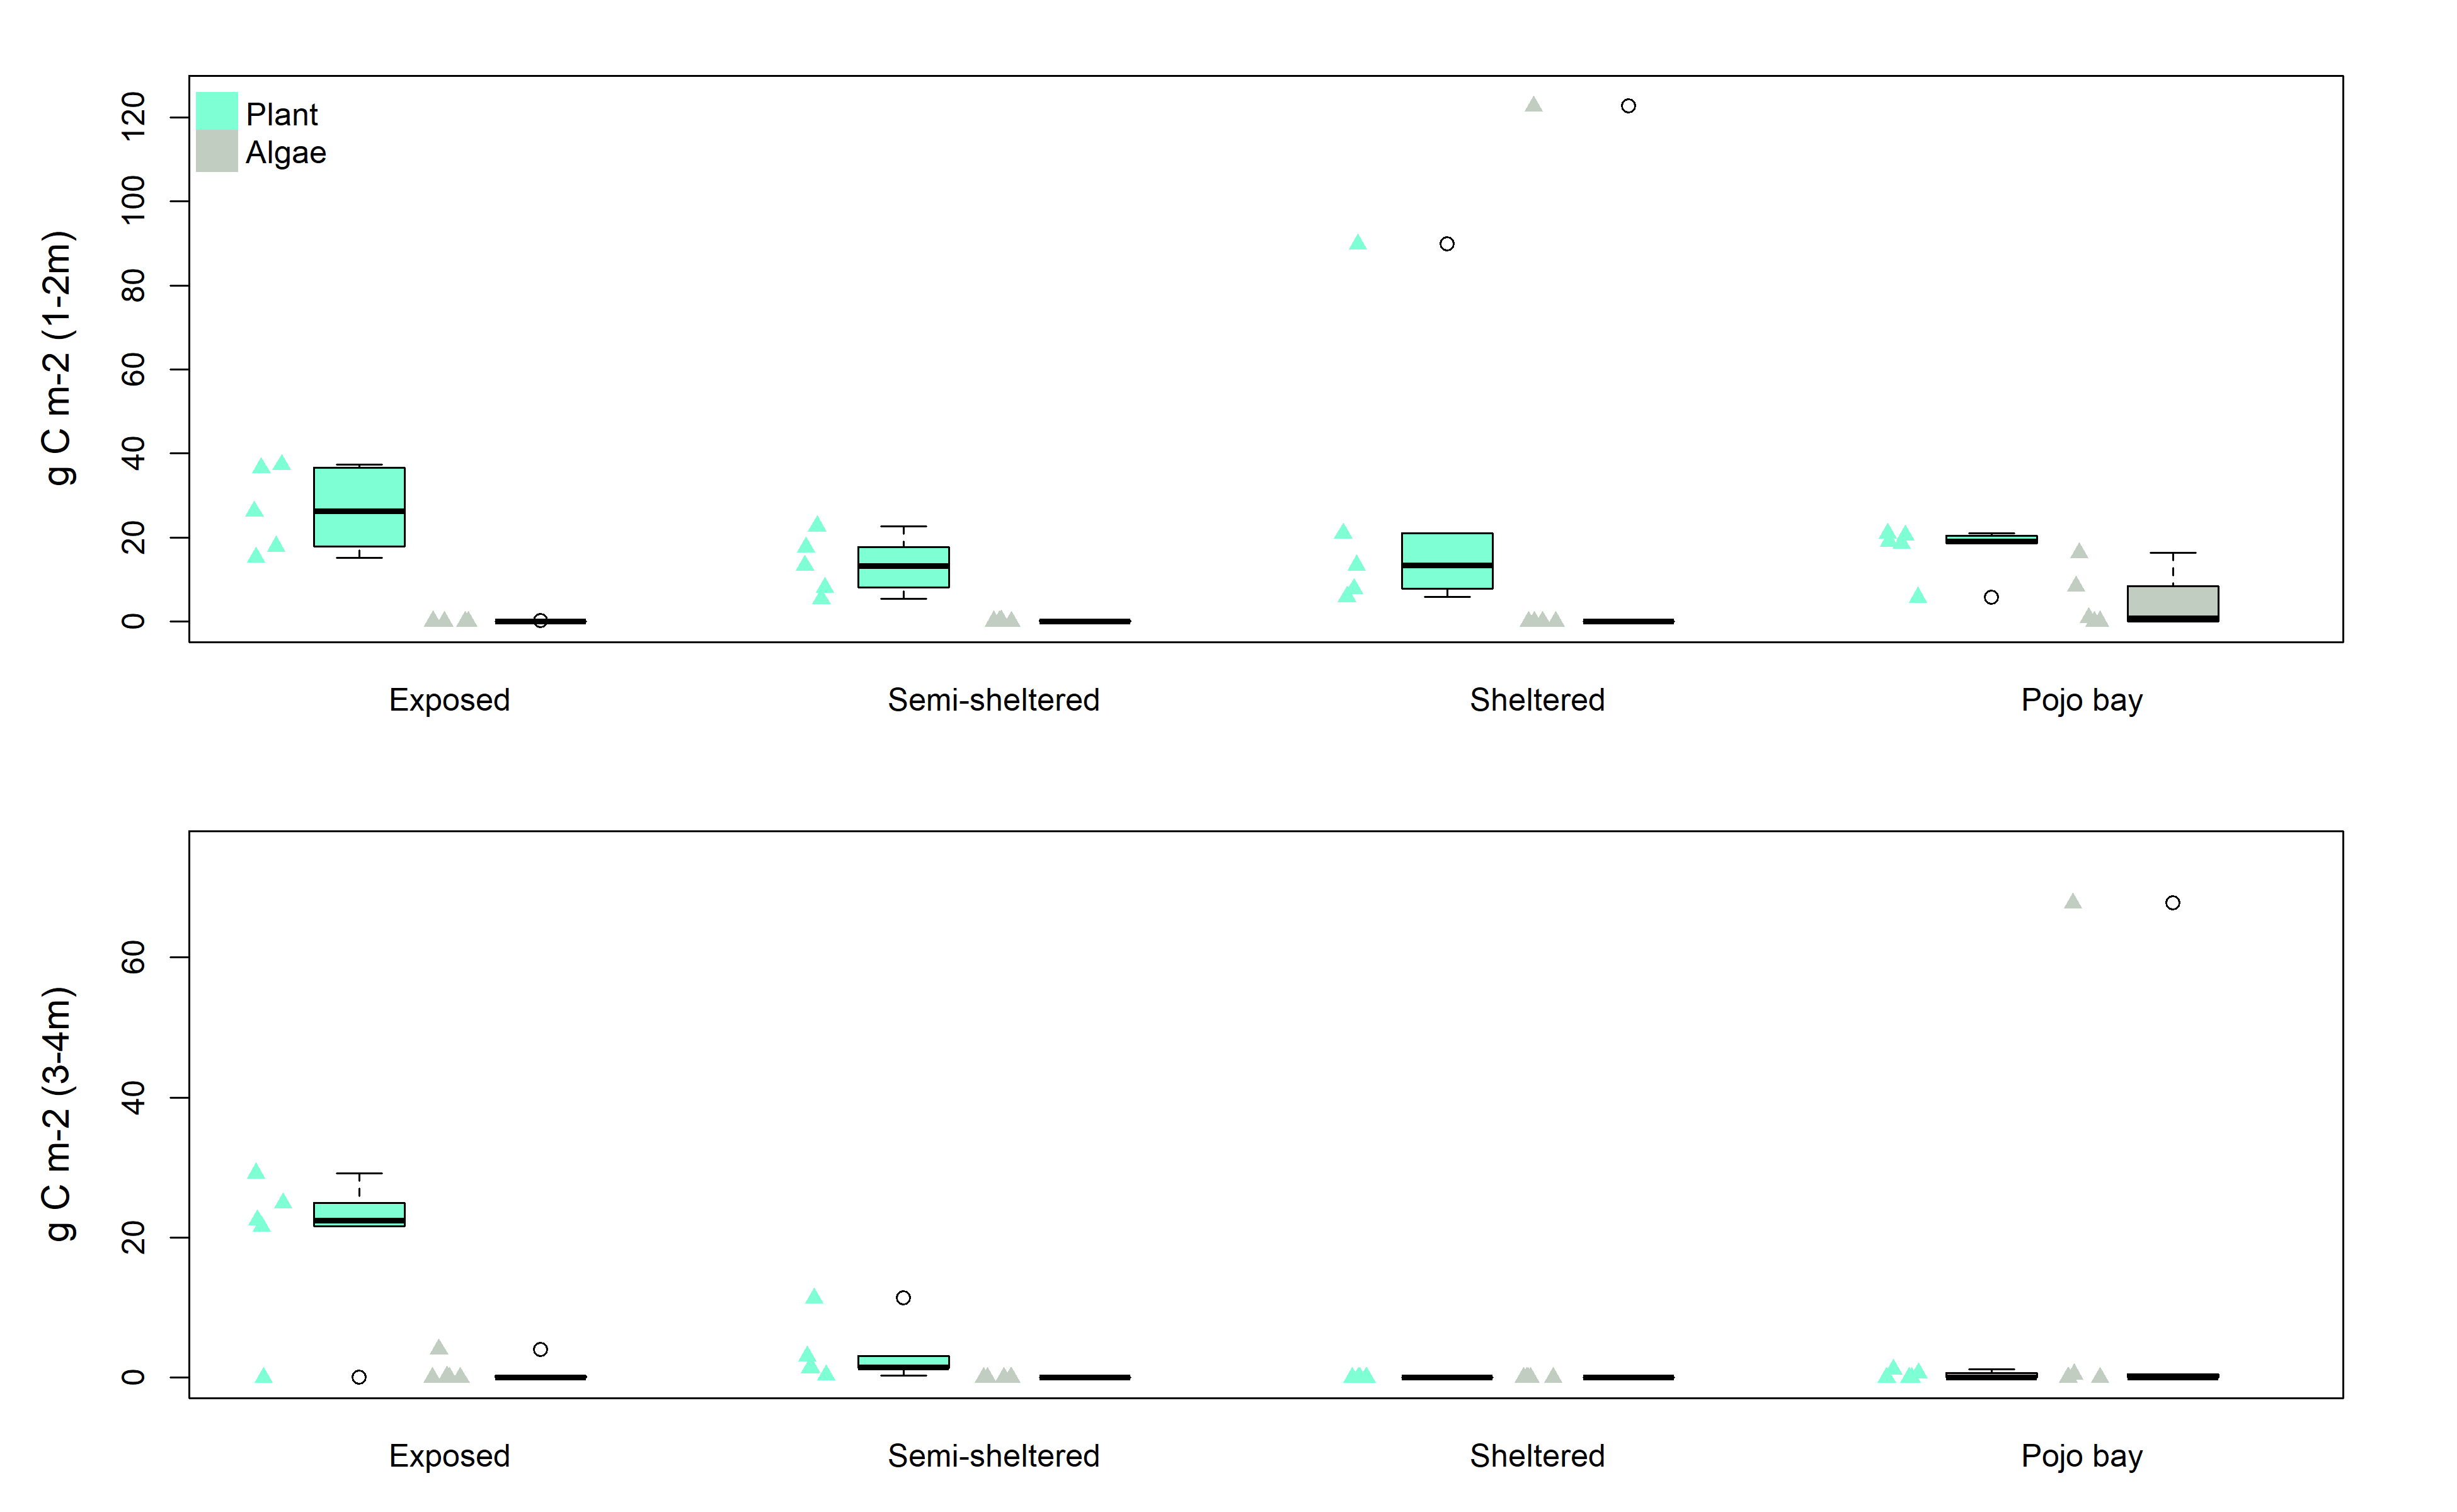 Plant
Algae
g C m-2 (1-2m)
120
100
80
60
40
20
0
Exposed Semi-sheltered Sheltered Pojo bay
g C m-2 (3-4m)
60
40
20
0
Exposed Semi-sheltered Sheltered Pojo bay